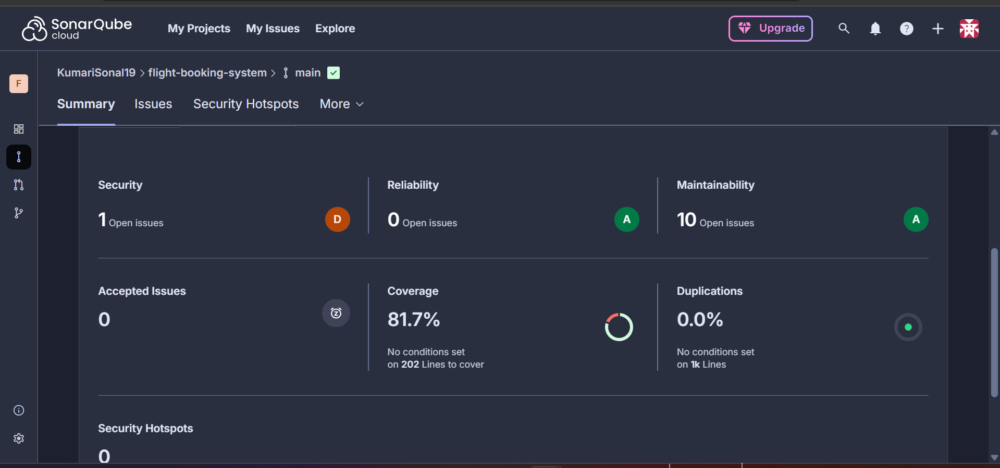 SonarQube
cloud
My Projects
My Issues
Explore
Upgrade
?
F
KumariSonal19 > flight-booking-system > main
Summary
Issues
Security Hotspots
More
Security
1 Open issues
D
Reliability
0 Open issues
A
Maintainability
10 Open issues
A
Accepted Issues
0
Coverage
81.7%
No conditions set
on 202 Lines to cover
Duplications
0.0%
No conditions set
on 1k Lines
Security Hotspots
0